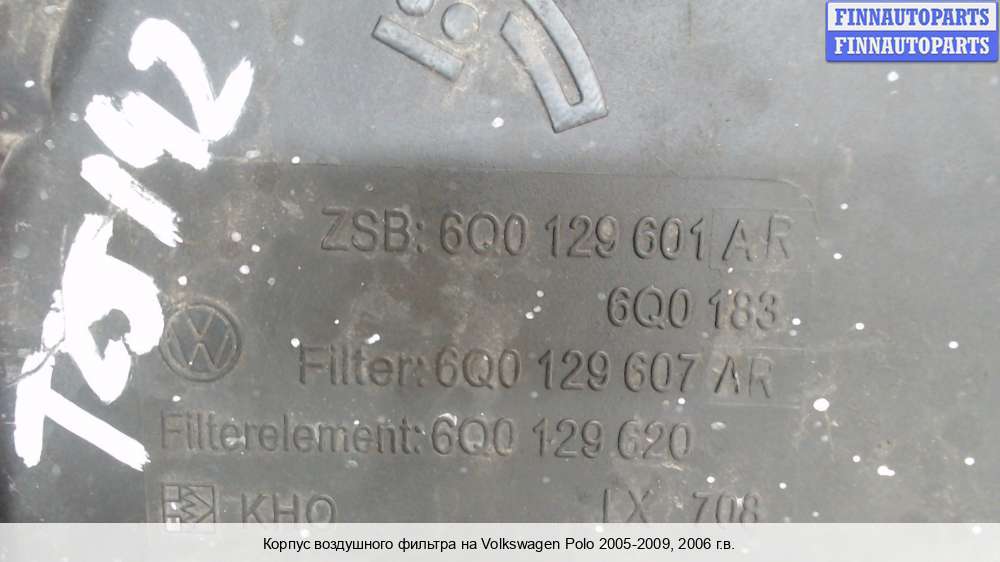 FINNAUTOPARTS
FINNAUTOPARTS
ZSB: 6Q0 129 601 AR
6Q0 183
Filter: 6Q0 129 607 AR
Filterelement: 6Q0 129 620
KHO LX 708
Корпус воздушного фильтра на Volkswagen Polo 2005-2009, 2006 г.в.